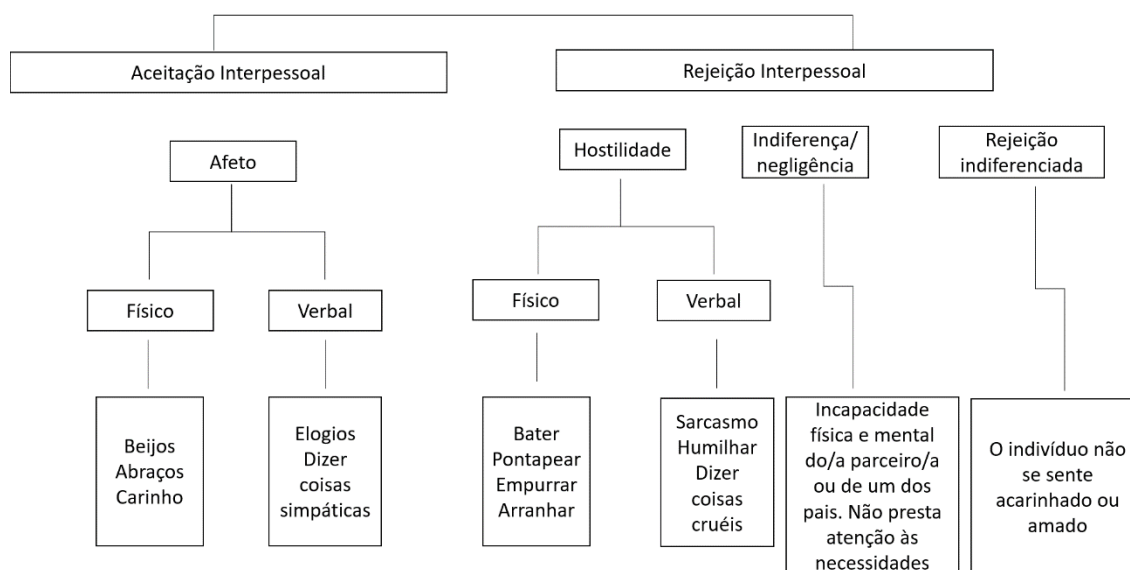 Aceitação Interpessoal
Rejeição Interpessoal
Afeto
Hostilidade
Indiferença/
negligência
Rejeição
indiferenciada
Físico
Verbal
Físico
Verbal
Beijos
Abraços
Carinho
Elogios
Dizer
coisas
simpáticas
Bater
Pontapear
Empurrar
Arranhar
Sarcasmo
Humilhar
Dizer
coisas
cruéis
Incapacidade
física e mental
do/a parceiro/a
ou de um dos
pais. Não presta
atenção às
necessidades
O indivíduo não
se sente
acarinhado ou
amado